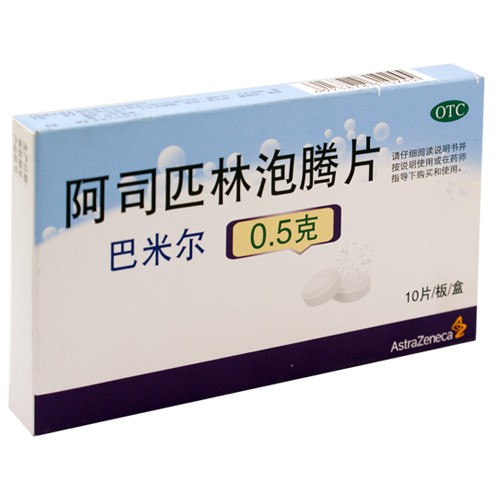 OTC
请仔细阅读说明书并
按说明使用或在药师
指导下购买和使用。
阿司匹林泡腾片
巴米尔
0.5克
10片/板/盒
AstraZeneca